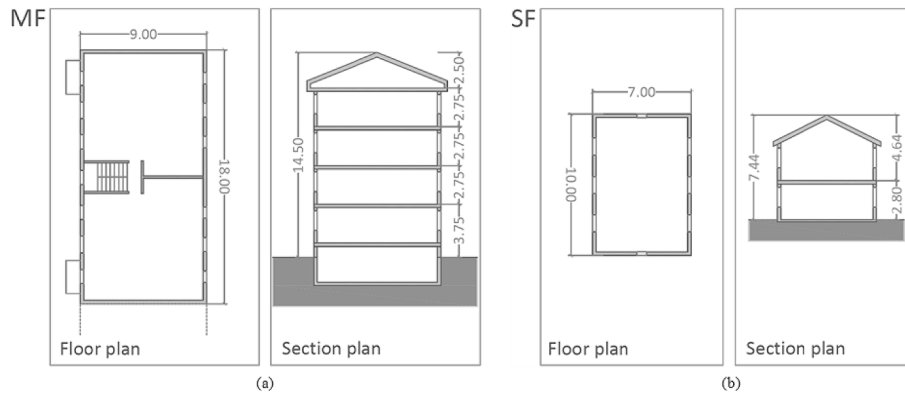 MF
9.00
18.00
Floor plan
14.50
2.50
2.75
2.75
2.75
3.75
Section plan
(a)
SF
7.00
10.00
Floor plan
7.44
4.64
2.80
Section plan
(b)